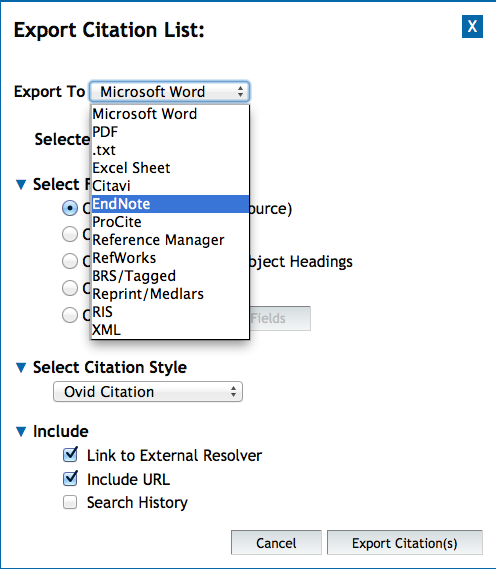 Export Citation List:
X
Export To Microsoft Word
Microsoft Word
PDF
.txt
Excel Sheet
Citavi
EndNote
ProCite
Reference Manager
RefWorks
BRS/Tagged
Reprint/Medlars
RIS
XML
Selecte
Select F
C ource)
C
C bject Headings
C
C Fields
Select Citation Style
Ovid Citation
Include
Link to External Resolver
Include URL
Search History
Cancel Export Citation(s)